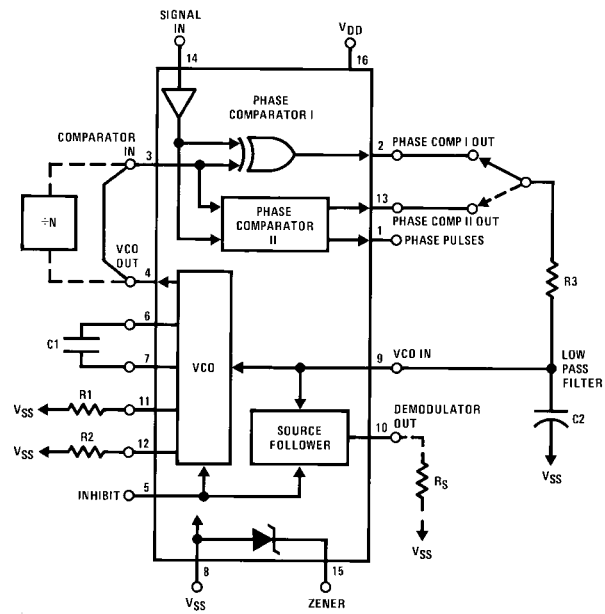 SIGNAL
IN
14
VDD
16
PHASE
COMPARATOR I
COMPARATOR
IN
3
2
PHASE COMP I OUT
13
PHASE COMP II OUT
PHASE
COMPARATOR
II
1
PHASE PULSES
÷N
VCO
OUT
4
R3
6
C1
7
VCO
9
VCO IN
LOW
PASS
FILTER
VSS
R1
11
SOURCE
FOLLOWER
10
DEMODULATOR
OUT
C2
VSS
R2
12
VSS
INHIBIT
5
RS
VSS
8
15
VSS
ZENER